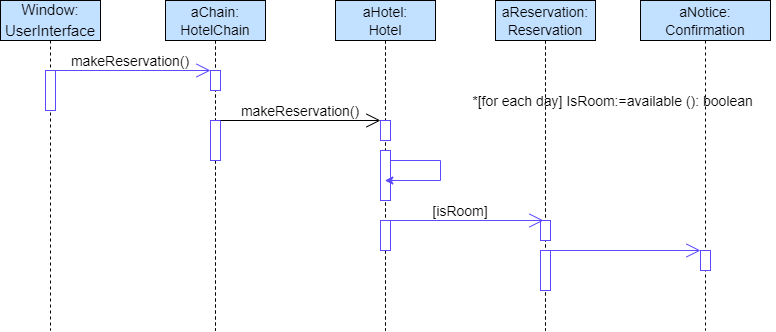 Window:
UserInterface
aChain:
HotelChain
aHotel:
Hotel
aReservation:
Reservation
aNotice:
Confirmation
makeReservation()
*[for each day] IsRoom:=available (): boolean
makeReservation()
[isRoom]